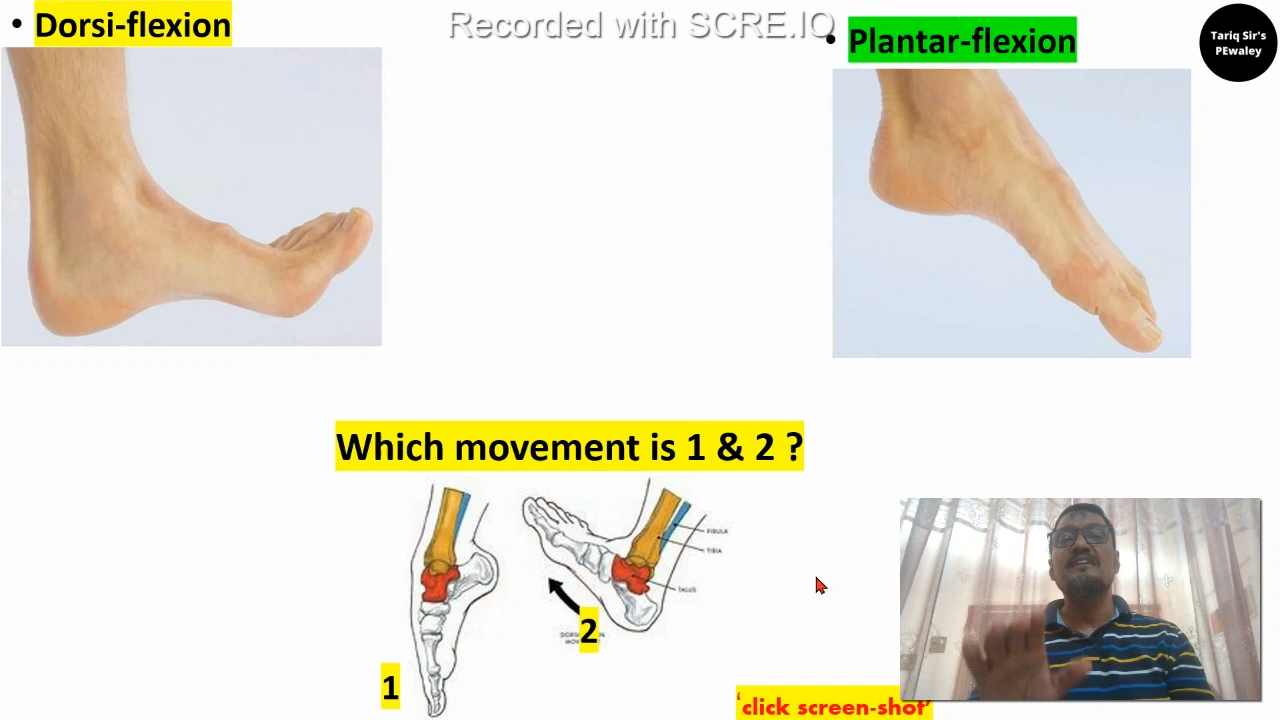 • Dorsi-flexion
Recorded with SCRE.IO
• Plantar-flexion
Tariq Sir's
PEwaley
Which movement is 1 & 2 ?
FIBULA
TIBIA
TALUS
2
1
‘click screen-shot’